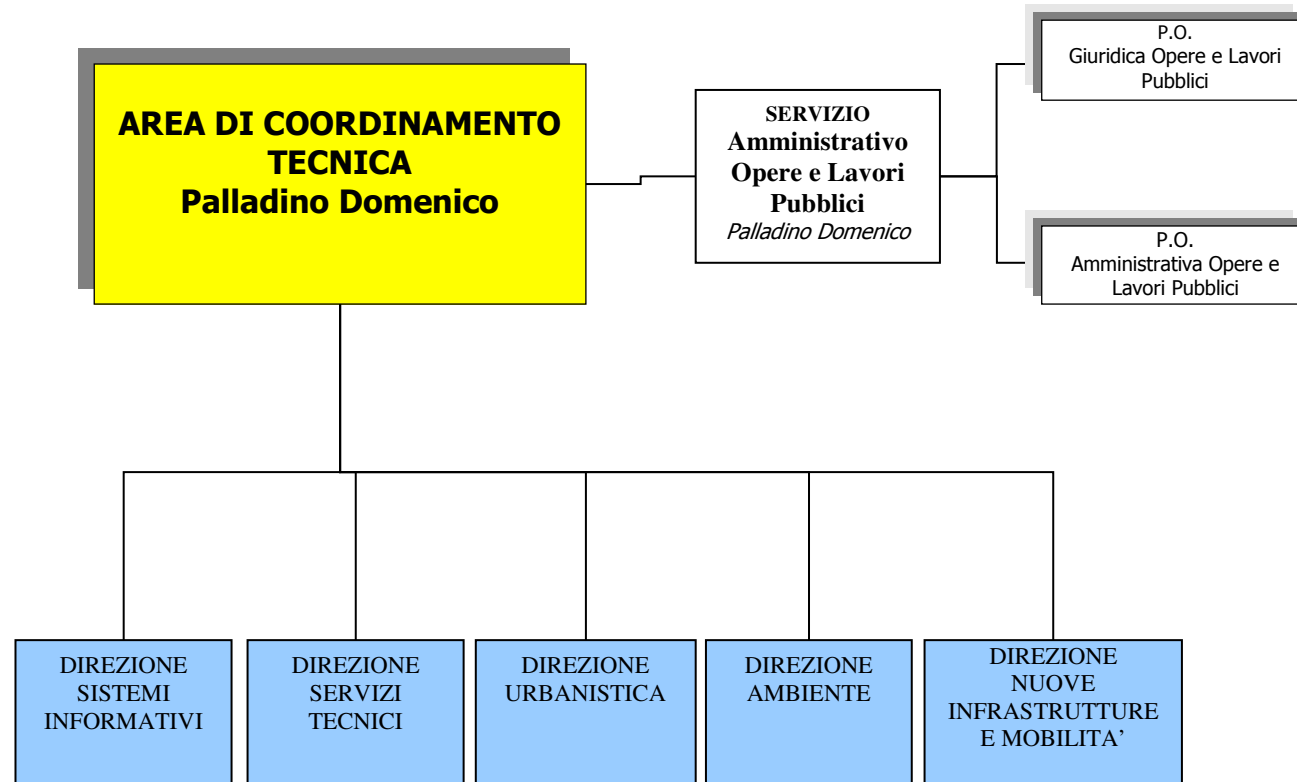 AREA DI COORDINAMENTO
TECNICA
Palladino Domenico
SERVIZIO
Amministrativo
Opere e Lavori
Pubblici
Palladino Domenico
P.O.
Giuridica Opere e Lavori
Pubblici
P.O.
Amministrativa Opere e
Lavori Pubblici
DIREZIONE
SISTEMI
INFORMATIVI
DIREZIONE
SERVIZI
TECNICI
DIREZIONE
URBANISTICA
DIREZIONE
AMBIENTE
DIREZIONE
NUOVE
INFRASTRUTTURE
E MOBILITA’